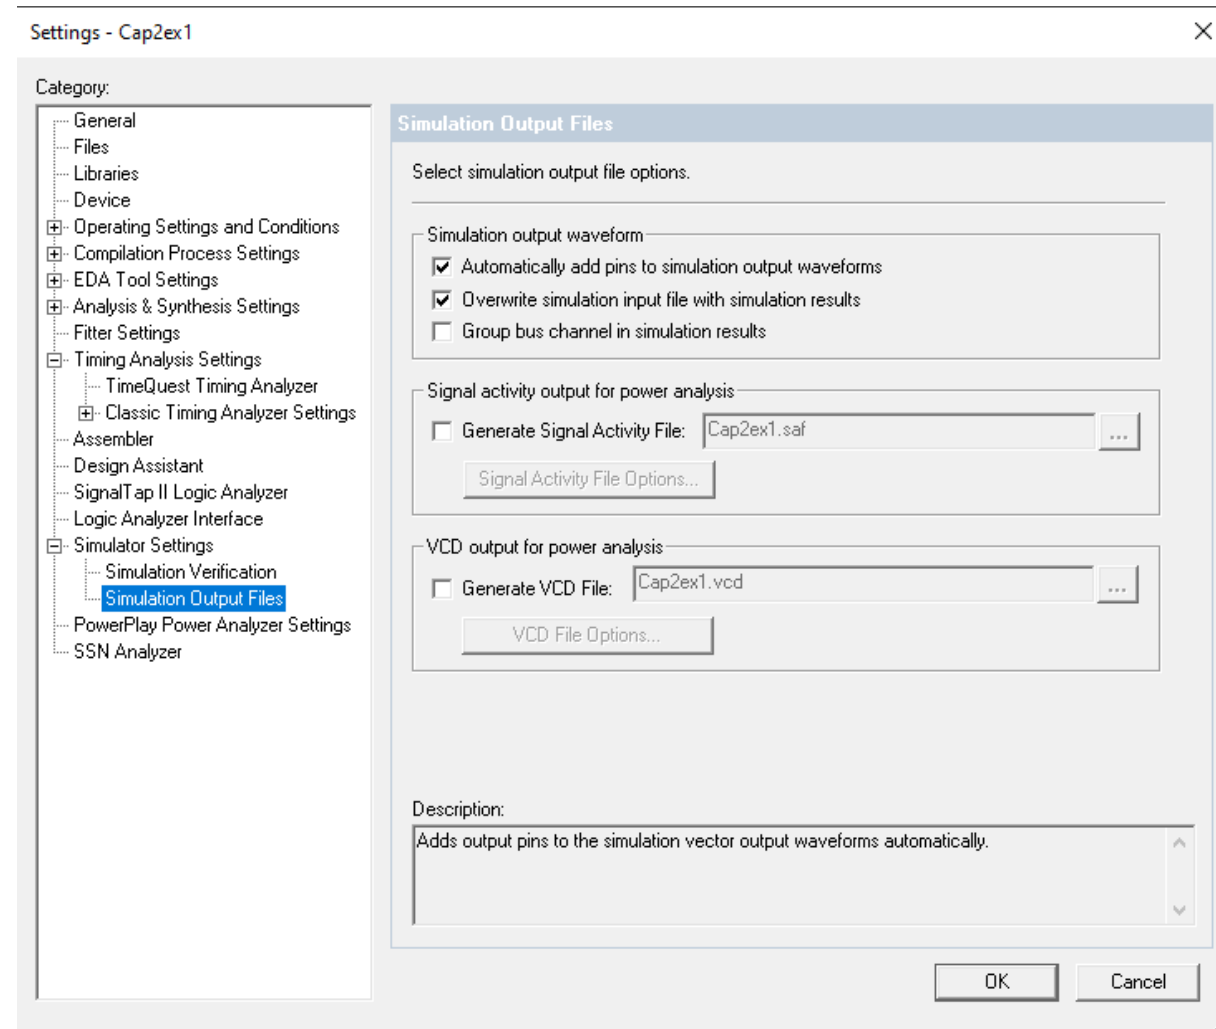 Settings - Cap2ex1
Category:
General
Files
Libraries
Device
Operating Settings and Conditions
Compilation Process Settings
EDA Tool Settings
Analysis & Synthesis Settings
Fitter Settings
Timing Analysis Settings
TimeQuest Timing Analyzer
Classic Timing Analyzer Settings
Assembler
Design Assistant
SignalTap II Logic Analyzer
Logic Analyzer Interface
Simulator Settings
Simulation Verification
Simulation Output Files
PowerPlay Power Analyzer Settings
SSN Analyzer
Simulation Output Files
Select simulation output file options.
Simulation output waveform
Automatically add pins to simulation output waveforms
Overwrite simulation input file with simulation results
Group bus channel in simulation results
Signal activity output for power analysis
Generate Signal Activity File: Cap2ex1.saf ...
Signal Activity File Options...
VCD output for power analysis
Generate VCD File: Cap2ex1.vcd ...
VCD File Options...
Description:
Adds output pins to the simulation vector output waveforms automatically.
OK Cancel